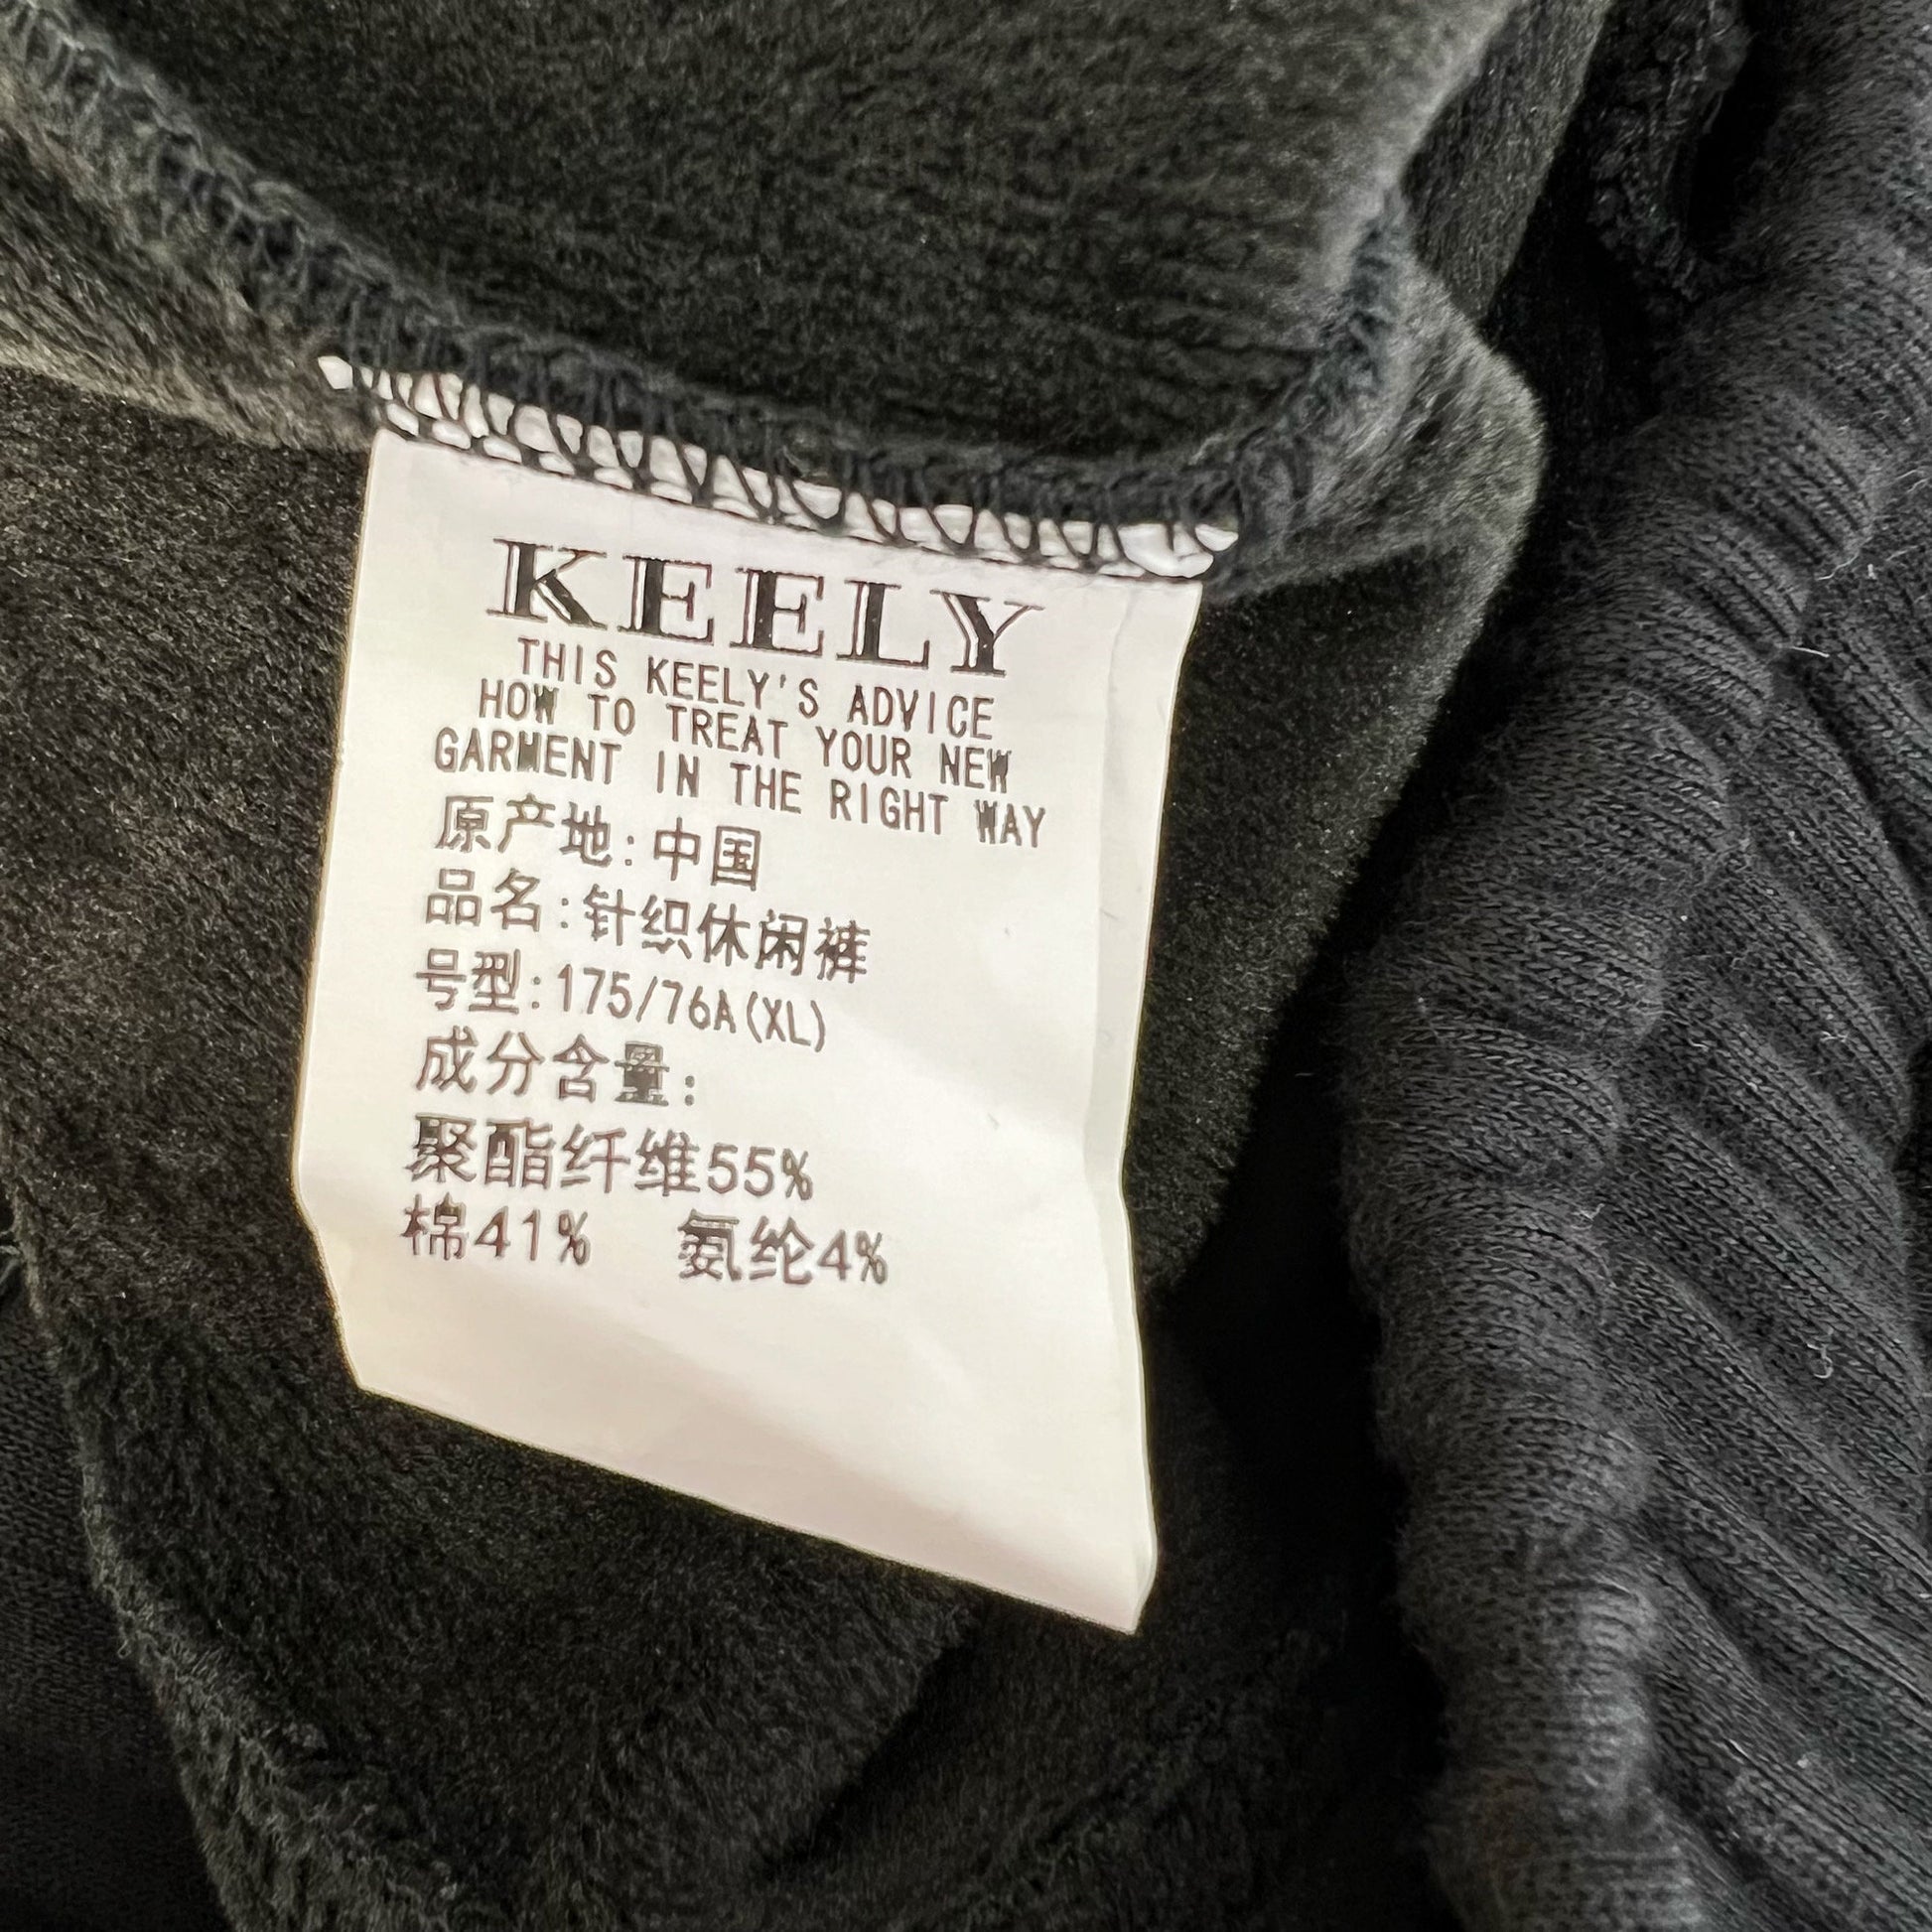 KEELY
THIS KEELY'S ADVICE
HOW TO TREAT YOUR NEW
GARMENT IN THE RIGHT WAY
原产地:中国
品名:针织休闲裤
号型:175/76A(XL)
成分含量:
聚酯纤维55%
棉41% 氨纶4%